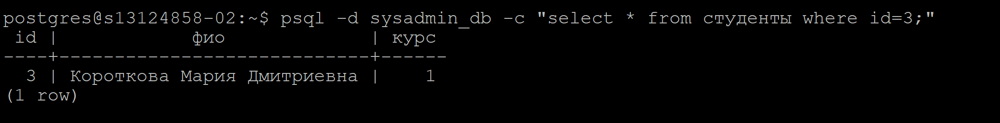 postgres@s13124858-02:~$ psql -d sysadmin_db -c "select * from студенты where id=3;"
 id |            фио             | курс
----+----------------------------+------
  3 | Короткова Мария Дмитриевна |    1
(1 row)